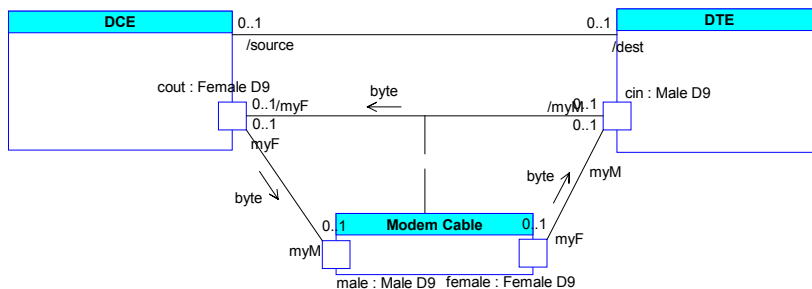 DCE
DTE
0..1
0..1
/source
/dest
cout : Female D9
byte
cin : Male D9
0..1
/myF
/myM
0..1
0..1
0..1
myF
myM
byte
byte
0..1
Modem Cable
0..1
myM
myF
male : Male D9
female : Female D9